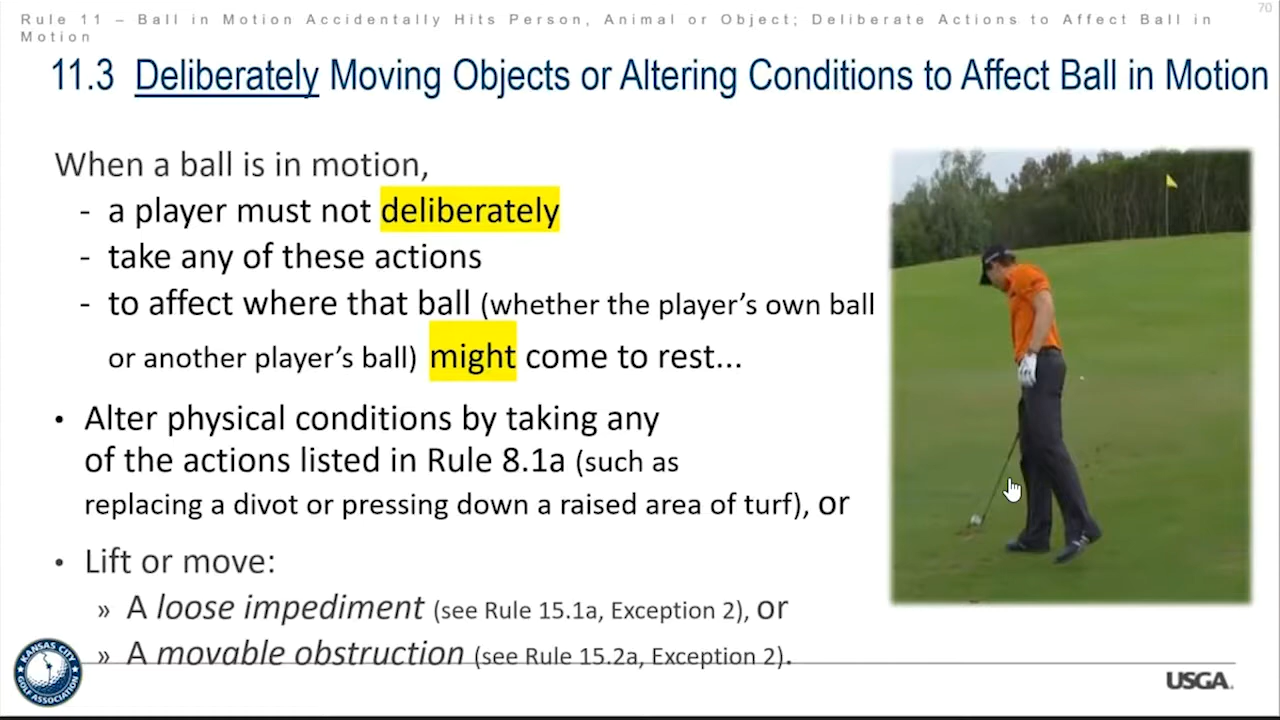 Rule 11 – Ball in Motion Accidentally Hits Person, Animal or Object; Deliberate Actions to Affect Ball in
Motion
70
11.3 Deliberately Moving Objects or Altering Conditions to Affect Ball in Motion
When a ball is in motion,
- a player must not deliberately
- take any of these actions
- to affect where that ball (whether the player's own ball
or another player's ball) might come to rest...
• Alter physical conditions by taking any
of the actions listed in Rule 8.1a (such as
replacing a divot or pressing down a raised area of turf), or
• Lift or move:
» A loose impediment (see Rule 15.1a, Exception 2), or
» A movable obstruction (see Rule 15.2a, Exception 2).
KANSAS CITY
GOLF ASSOCIATION
USGA.